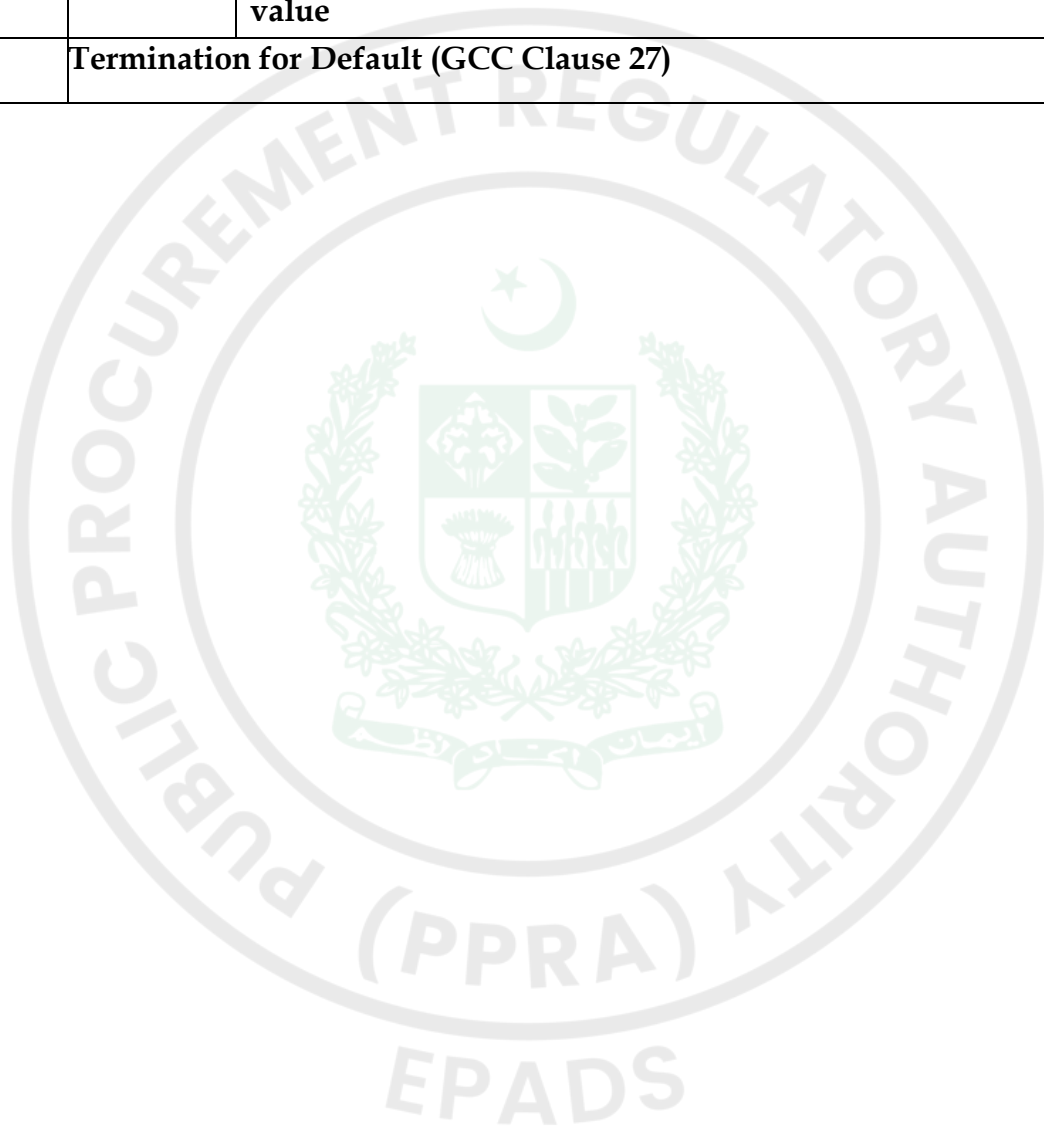 value
Termination for Default (GCC Clause 27)
PUBLIC PROCUREMENT REGULATORY AUTHORITY
(PPRA)
EPADS